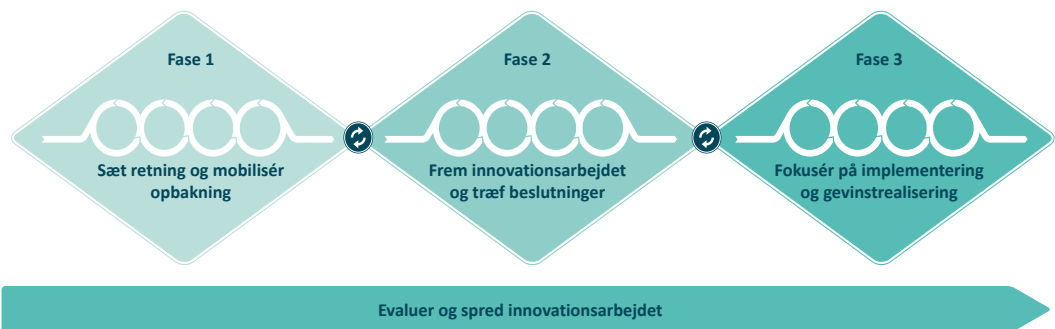 Fase 1
Sæt retning og mobilisér
opbakning
Fase 2
Frem innovationsarbejdet
og træf beslutninger
Fase 3
Fokusér på implementering
og gevinstrealisering
Evaluer og spred innovationsarbejdet